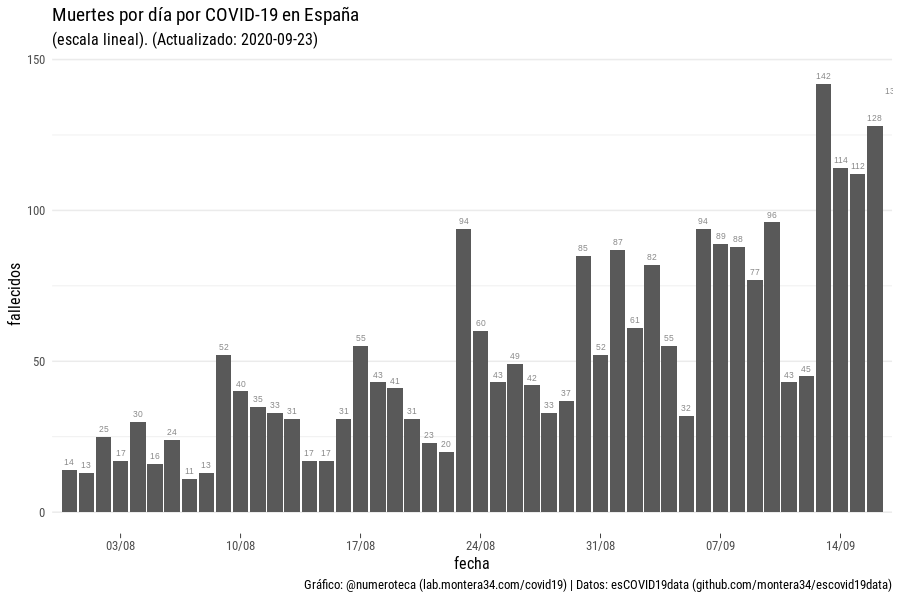 Muertes por día por COVID-19 en España
(escala lineal). (Actualizado: 2020-09-23)
150
100
50
0
fallecidos
14 13 25 17 30 16 24 11 13 52 40 35 33 31 17 17 31 55 43 41 31 23 20 94 60 43 49 42 33 37 85 52 87 61 82 55 32 94 89 88 77 96 43 45 142 114 112 128
03/08 10/08 17/08 24/08 31/08 07/09 14/09
fecha
Gráfico: @numeroteca (lab.montera34.com/covid19) | Datos: esCOVID19data (github.com/montera34/escovid19data)